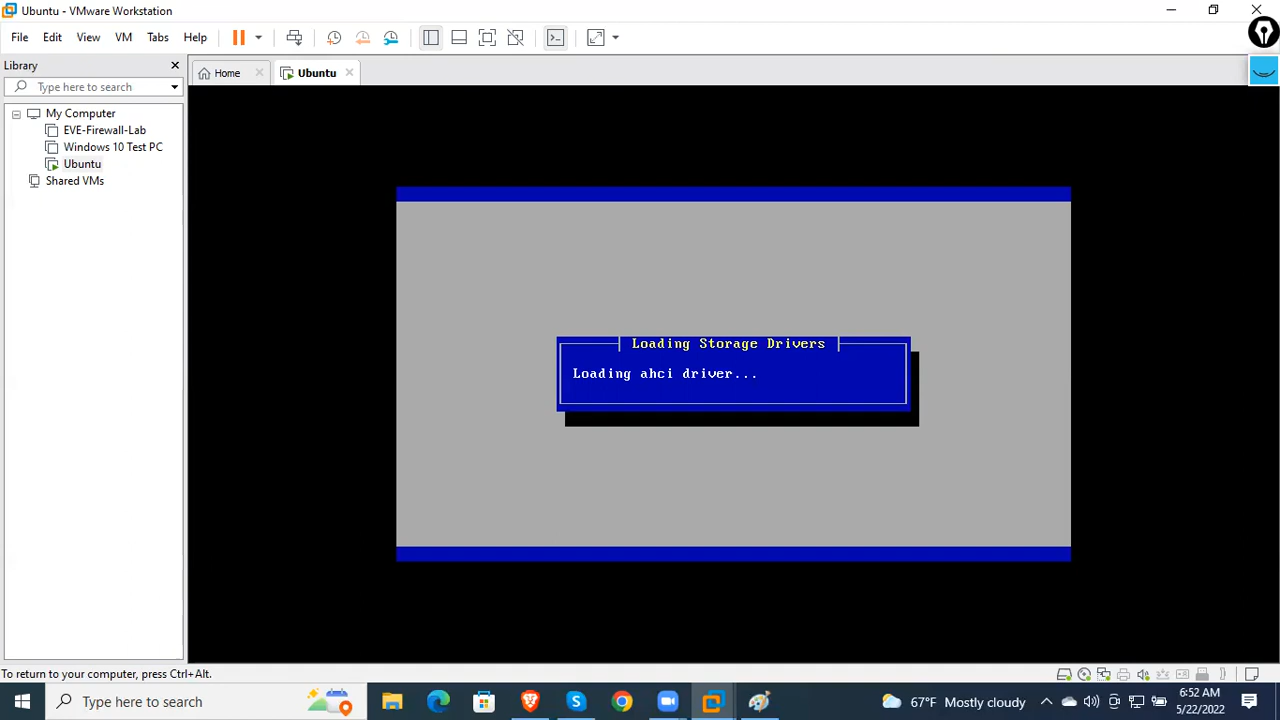 Ubuntu - VMware Workstation
File Edit View VM Tabs Help
Library
Type here to search
Home
Ubuntu
My Computer
EVE-Firewall-Lab
Windows 10 Test PC
Ubuntu
Shared VMs
Loading Storage Drivers
Loading ahci driver...
To return to your computer, press Ctrl+Alt.
Type here to search
67°F Mostly cloudy
6:52 AM
5/22/2022